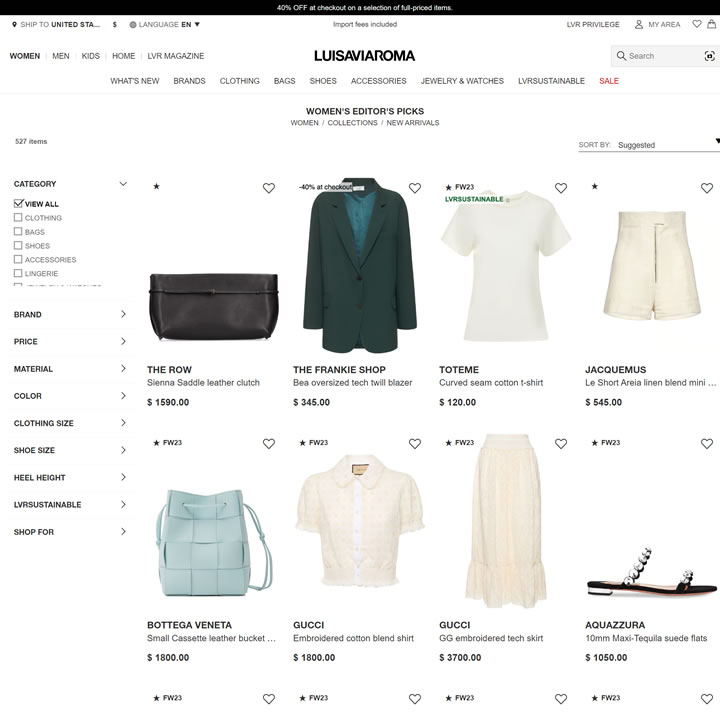 40% OFF at checkout on a selection of full-priced items.
SHIP TO UNITED STA... $ LANGUAGE EN Import fees included LVR PRIVILEGE MY AREA
WOMEN MEN KIDS HOME LVR MAGAZINE LUISAVIAROMA Search
WHAT'S NEW BRANDS CLOTHING BAGS SHOES ACCESSORIES JEWELRY & WATCHES LVRSUSTAINABLE SALE
WOMEN'S EDITOR'S PICKS
WOMEN / COLLECTIONS / NEW ARRIVALS
527 items
SORT BY: Suggested
CATEGORY
VIEW ALL
CLOTHING
BAGS
SHOES
ACCESSORIES
LINGERIE
BRAND
PRICE
MATERIAL
COLOR
CLOTHING SIZE
SHOE SIZE
HEEL HEIGHT
LVRSUSTAINABLE
SHOP FOR
THE ROW
Sienna Saddle leather clutch
$ 1590.00
-40% at checkout
THE FRANKIE SHOP
Bea oversized tech twill blazer
$ 345.00
FW23
LVRSUSTAINABLE
TOTEME
Curved seam cotton t-shirt
$ 120.00
JACQUEMUS
Le Short Areia linen blend mini ...
$ 545.00
FW23
BOTTEGA VENETA
Small Cassette leather bucket ...
$ 1800.00
FW23
GUCCI
Embroidered cotton blend shirt
$ 1800.00
FW23
GUCCI
GG embroidered tech skirt
$ 3700.00
FW23
AQUAZZURA
10mm Maxi-Tequila suede flats
$ 1050.00
FW23
FW23
FW23
FW23